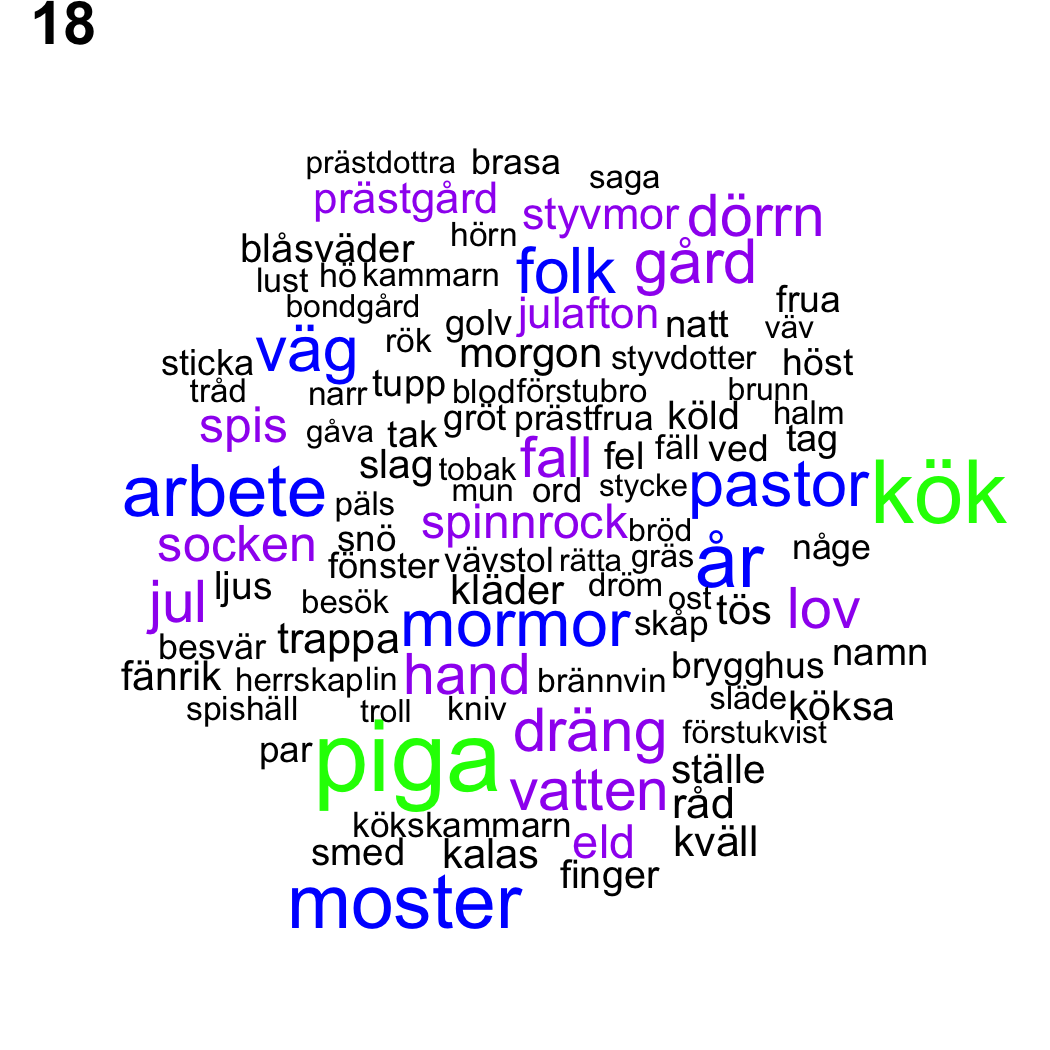 18
prästdottra brasa saga
prästgård styvmor dörrn
blåsväder hörn folk gård
lust hö kammarn frua
bondgård golv julafton natt väv
väg rök morgon styvdotter höst
sticka tråd narr tupp blodförstubro brunn
spis gåva tak gröt prästfrua köld halm
slag tobak fall fel fäll ved tag
arbete päls mun ord stycke pastor kök
socken snö spinnrock bröd år någe
fönster vävstol rätta gräs
jul ljus besök kläder dröm ost tös lov
besvär trappa mormor skåp namn
fänrik herrskaplin hand brännvin brygghus
spishäll troll kniv släde köksa
par piga dräng förstukvist
vatten ställe
råd
kökskammarn eld kväll
smed kalas finger
moster